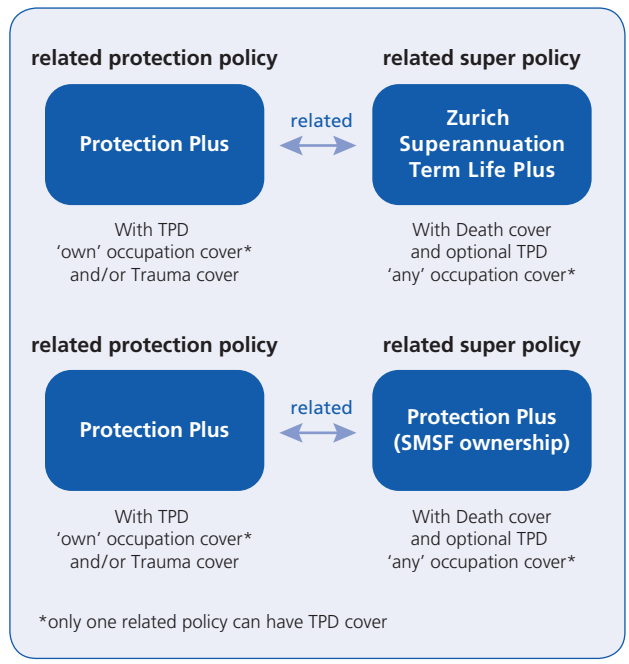 related protection policy
related super policy
Protection Plus
related
Zurich
Superannuation
Term Life Plus
With TPD
‘own’ occupation cover*
and/or Trauma cover
With Death cover
and optional TPD
‘any’ occupation cover*
related protection policy
related super policy
Protection Plus
related
Protection Plus
(SMSF ownership)
With TPD
‘own’ occupation cover*
and/or Trauma cover
With Death cover
and optional TPD
‘any’ occupation cover*
*only one related policy can have TPD cover